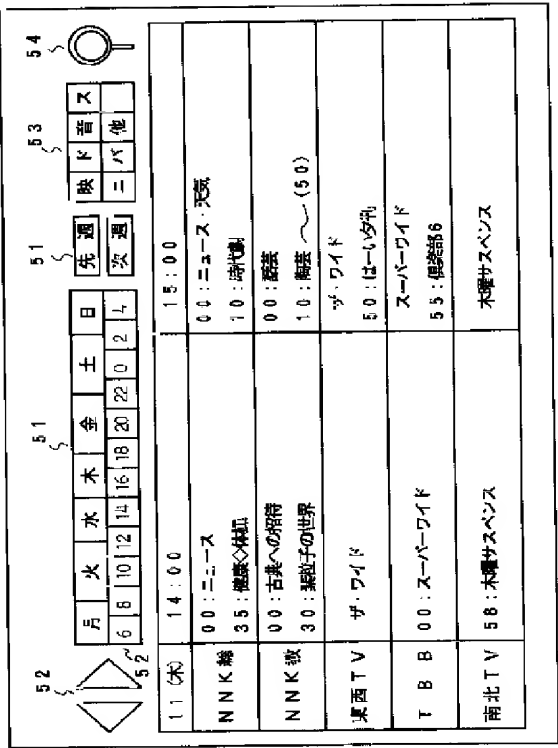 52 51 51 53 54
月 火 水 木 金 土 日 先週 映 ド 音 ス
6 8 10 12 14 16 18 20 22 0 2 4 次週 ニ バ 他
52
11(木) 14:00 15:00
NNK総 00:ニュース 00:ニュース・天気
35:健康◇体操 10:時代劇
NNK教 00:古典への招待 00:話芸
30:素粒子の世界 10:陶芸 〜(50)
東西TV ザ・ワイド ザ・ワイド
50:はーい夕刊
TBB 00:スーパーワイド スーパーワイド
55:倶楽部6
南北TV 58:木曜サスペンス 木曜サスペンス